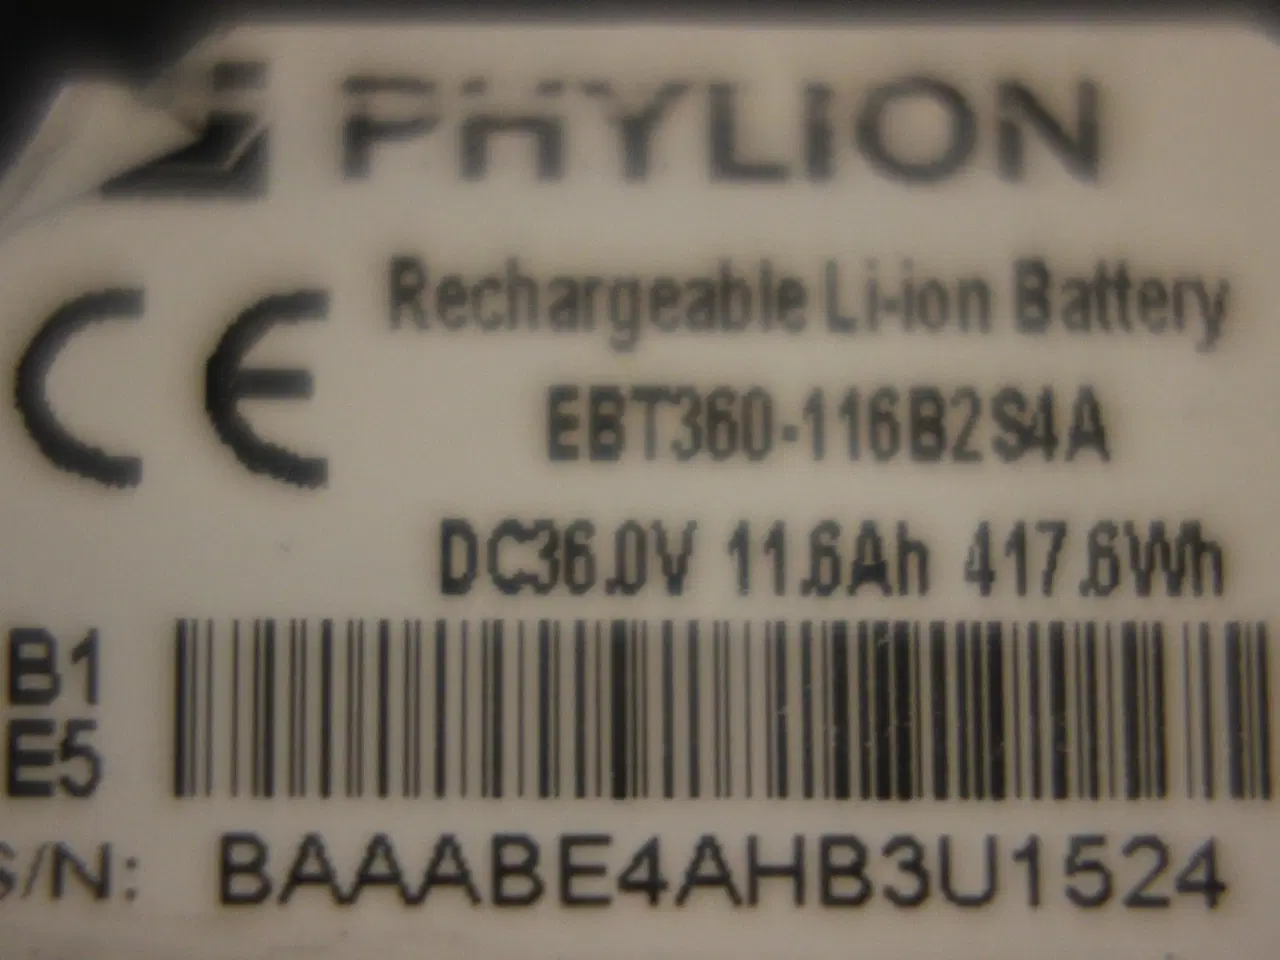 PHYLION
CE
Rechargeable Li-ion Battery
EBT360-116B2S4A
DC36.0V 11.6Ah 417.6Wh
B1
E5
S/N: BAAABE4AHB3U1524